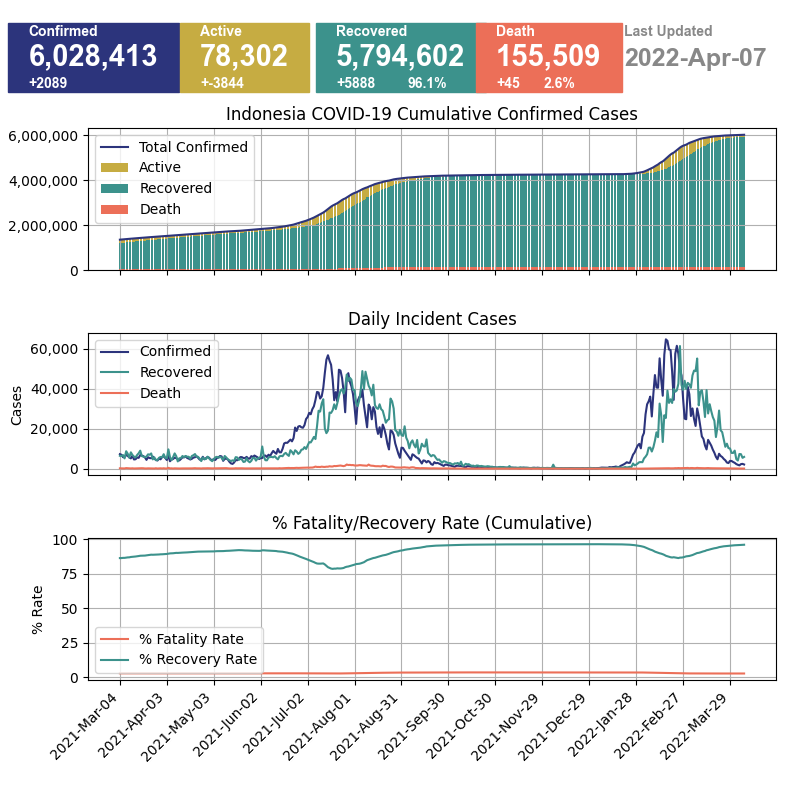 Confirmed Active Recovered Death Last Updated
6,028,413 78,302 5,794,602 155,509 2022-Apr-07
+2089 +-3844 +5888 96.1% +45 2.6%
Indonesia COVID-19 Cumulative Confirmed Cases
6,000,000
4,000,000
2,000,000
0
Total Confirmed
Active
Recovered
Death
Daily Incident Cases
Cases
60,000
40,000
20,000
0
Confirmed
Recovered
Death
% Fatality/Recovery Rate (Cumulative)
% Rate
100
75
50
25
0
% Fatality Rate
% Recovery Rate
2021-Mar-04
2021-Apr-03
2021-May-03
2021-Jun-02
2021-Jul-02
2021-Aug-01
2021-Aug-31
2021-Sep-30
2021-Oct-30
2021-Nov-29
2021-Dec-29
2022-Jan-28
2022-Feb-27
2022-Mar-29